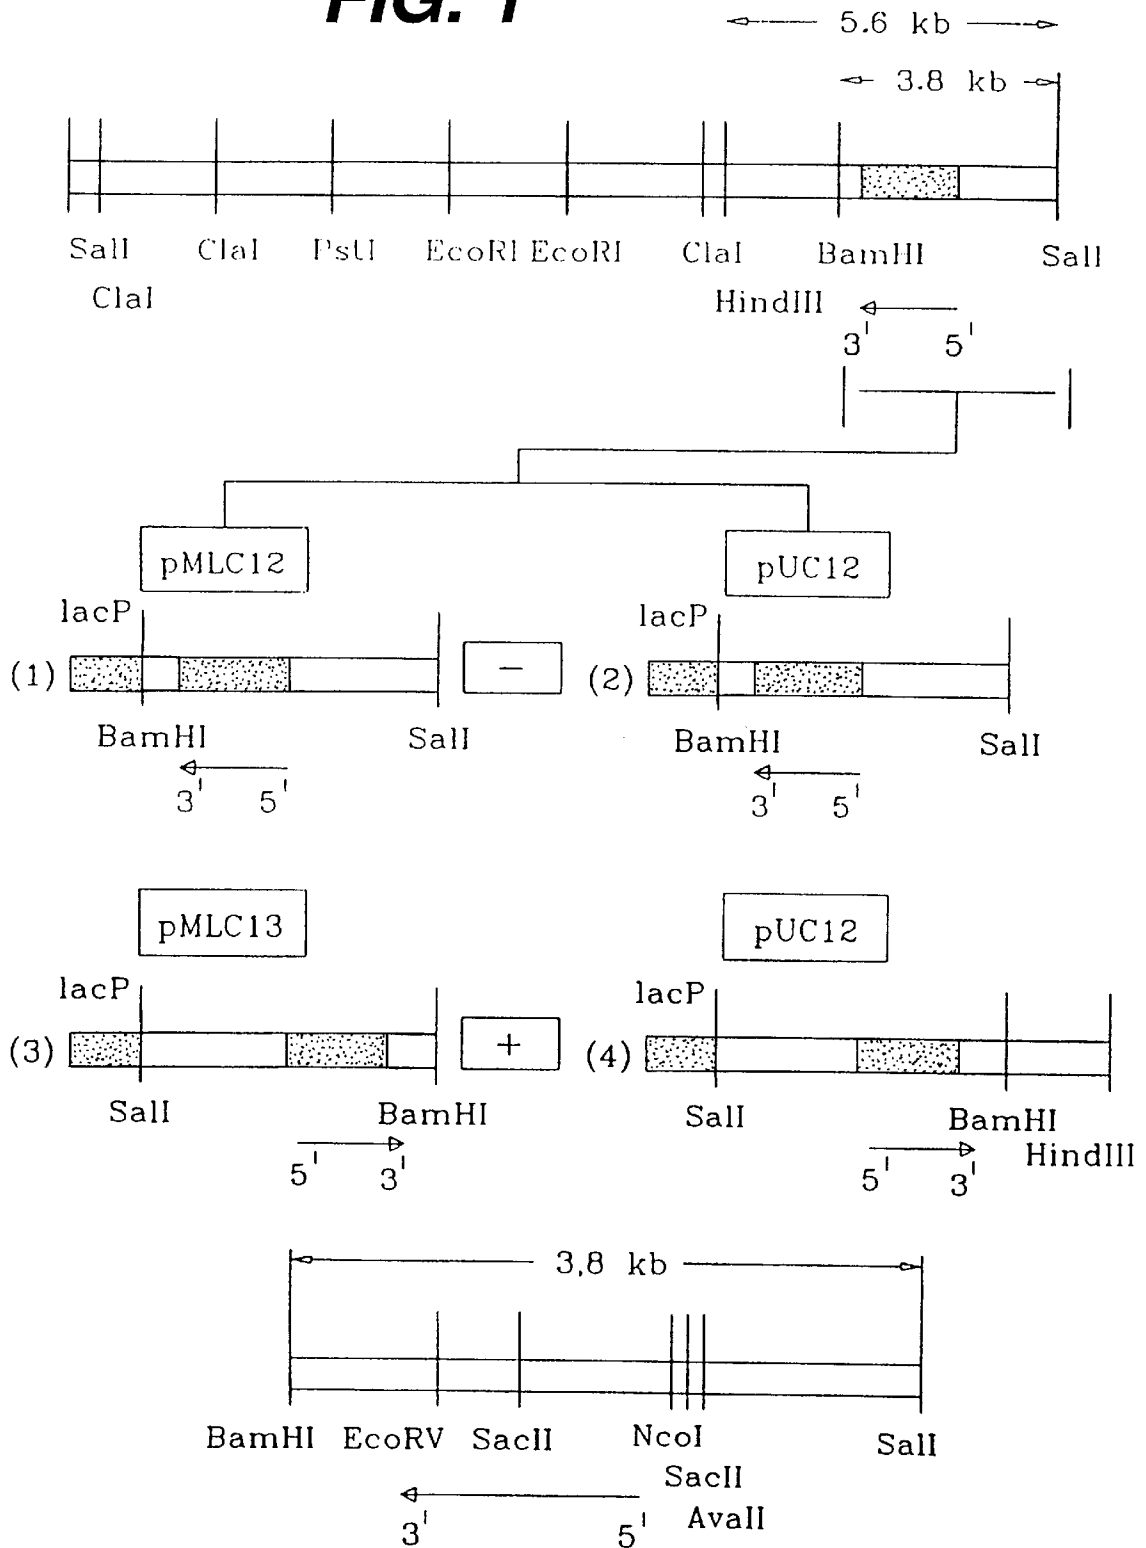 FIG. 1
5.6 kb
3.8 kb
SalI ClaI PstI EcoRI EcoRI ClaI BamHI SalI
ClaI HindIII
3' 5'
pMLC12 pUC12
lacP lacP
(1) − (2)
BamHI SalI BamHI SalI
3' 5' 3' 5'
pMLC13 pUC12
lacP lacP
(3) + (4)
SalI BamHI SalI BamHI
HindIII
5' 3' 5' 3'
3,8 kb
BamHI EcoRV SacII NcoI SalI
SacII
AvaII
3' 5'